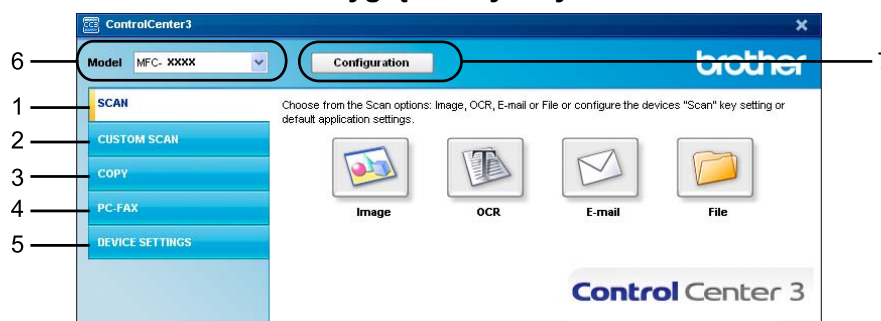 ControlCenter3
6 Model MFC- XXXX Configuration brother 7
1 SCAN
Choose from the Scan options: Image, OCR, E-mail or File or configure the devices "Scan" key setting or
default application settings.
2 CUSTOM SCAN
3 COPY
4 PC-FAX
5 DEVICE SETTINGS
Image OCR E-mail File
Control Center 3